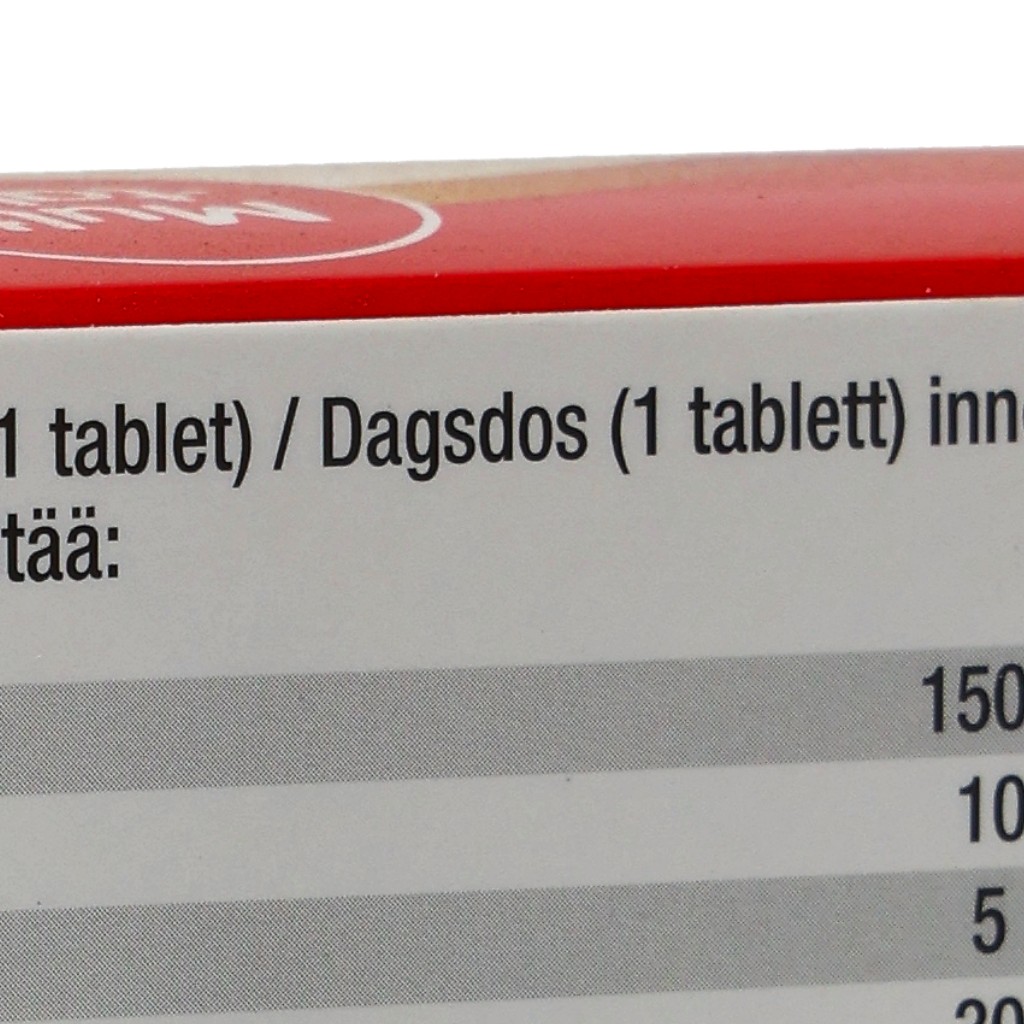 1 tablet) / Dagsdos (1 tablett) inn
tää:
150
10
5